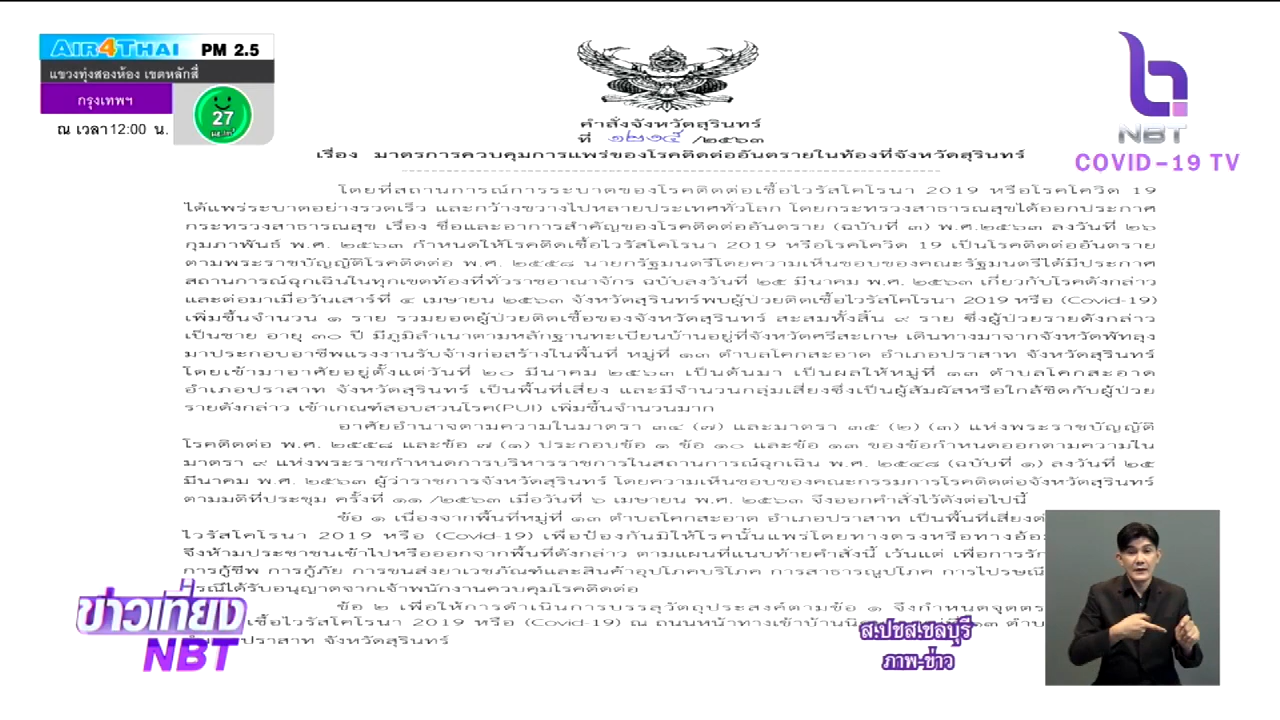 AIR4THAI PM 2.5
แขวงทุ่งสองห้อง เขตหลักสี่
กรุงเทพฯ
27
ณ เวลา 12:00 น.
NBT
COVID-19 TV
คำสั่งจังหวัดสุรินทร์
ที่ /๒๕๖๓
เรื่อง มาตรการควบคุมการแพร่ของโรคติดต่ออันตรายในท้องที่จังหวัดสุรินทร์
โดยที่สถานการณ์การระบาดของโรคติดต่อเชื้อไวรัสโคโรนา 2019 หรือโรคโควิด 19
ได้แพร่ระบาดอย่างรวดเร็ว และกว้างขวางไปหลายประเทศทั่วโลก โดยกระทรวงสาธารณสุขได้ออกประกาศ
กระทรวงสาธารณสุข เรื่อง ชื่อและอาการสำคัญของโรคติดต่ออันตราย (ฉบับที่ ๓) พ.ศ.๒๕๖๓ ลงวันที่ ๒๖
กุมภาพันธ์ พ.ศ. ๒๕๖๓ กำหนดให้โรคติดเชื้อไวรัสโคโรนา 2019 หรือโรคโควิด 19 เป็นโรคติดต่ออันตราย
ตามพระราชบัญญัติโรคติดต่อ พ.ศ. ๒๕๕๘ นายกรัฐมนตรีโดยความเห็นชอบของคณะรัฐมนตรีได้มีประกาศ
สถานการณ์ฉุกเฉินในทุกเขตท้องที่ทั่วราชอาณาจักร ฉบับลงวันที่ ๒๕ มีนาคม พ.ศ. ๒๕๖๓ เกี่ยวกับโรคดังกล่าว
และต่อมาเมื่อวันเสาร์ที่ ๔ เมษายน ๒๕๖๓ จังหวัดสุรินทร์พบผู้ป่วยติดเชื้อไวรัสโคโรนา 2019 หรือ (Covid-19)
เพิ่มขึ้นจำนวน ๑ ราย รวมยอดผู้ป่วยติดเชื้อของจังหวัดสุรินทร์ สะสมทั้งสิ้น ๙ ราย ซึ่งผู้ป่วยรายดังกล่าว
เป็นชาย อายุ ๓๐ ปี มีภูมิลำเนาตามหลักฐานทะเบียนบ้านอยู่ที่จังหวัดศรีสะเกษ เดินทางมาจากจังหวัดพัทลุง
มาประกอบอาชีพแรงงานรับจ้างก่อสร้างในพื้นที่ หมู่ที่ ๑๓ ตำบลโคกสะอาด อำเภอปราสาท จังหวัดสุรินทร์
โดยเข้ามาอาศัยอยู่ตั้งแต่วันที่ ๒๐ มีนาคม ๒๕๖๓ เป็นต้นมา เป็นผลให้หมู่ที่ ๑๓ ตำบลโคกสะอาด
อำเภอปราสาท จังหวัดสุรินทร์ เป็นพื้นที่เสี่ยง และมีจำนวนกลุ่มเสี่ยงซึ่งเป็นผู้สัมผัสหรือใกล้ชิดกับผู้ป่วย
รายดังกล่าว เข้าเกณฑ์สอบสวนโรค(PUI) เพิ่มขึ้นจำนวนมาก
อาศัยอำนาจตามความในมาตรา ๓๔ (๗) และมาตรา ๓๕ (๒) (๓) แห่งพระราชบัญญัติ
โรคติดต่อ พ.ศ. ๒๕๕๘ และข้อ ๗ (๑) ประกอบข้อ ๑ ข้อ ๑๐ และข้อ ๑๓ ของข้อกำหนดออกตามความใน
มาตรา ๙ แห่งพระราชกำหนดการบริหารราชการในสถานการณ์ฉุกเฉิน พ.ศ. ๒๕๔๘ (ฉบับที่ ๑) ลงวันที่ ๒๕
มีนาคม พ.ศ. ๒๕๖๓ ผู้ว่าราชการจังหวัดสุรินทร์ โดยความเห็นชอบของคณะกรรมการโรคติดต่อจังหวัดสุรินทร์
ตามมติที่ประชุม ครั้งที่ ๑๑ /๒๕๖๓ เมื่อวันที่ ๖ เมษายน พ.ศ. ๒๕๖๓ จึงออกคำสั่งไว้ดังต่อไปนี้
ข้อ ๑ เนื่องจากพื้นที่หมู่ที่ ๑๓ ตำบลโคกสะอาด อำเภอปราสาท เป็นพื้นที่เสี่ยงต่
ไวรัสโคโรนา 2019 หรือ (Covid-19) เพื่อป้องกันมิให้โรคนั้นแพร่โดยทางตรงหรือทางอ้อ
จึงห้ามประชาชนเข้าไปหรือออกจากพื้นที่ดังกล่าว ตามแผนที่แนบท้ายคำสั่งนี้ เว้นแต่ เพื่อการรัก
การกู้ชีพ การกู้ภัย การขนส่งยาเวชภัณฑ์และสินค้าอุปโภคบริโภค การสาธารณูปโภค การไปรษณี
กรณีได้รับอนุญาตจากเจ้าพนักงานควบคุมโรคติดต่อ
ข้อ ๒ เพื่อให้การดำเนินการบรรลุวัตถุประสงค์ตามข้อ ๑ จึงกำหนดจุดตร
เชื้อไวรัสโคโรนา 2019 หรือ (Covid-19) ณ ถนนหน้าทางเข้าบ้าน ๑๓ ตำบ
ปราสาท จังหวัดสุรินทร์
ข่าวเที่ยง
NBT
ส.ปชส.ชลบุรี
ภาพ-ข่าว